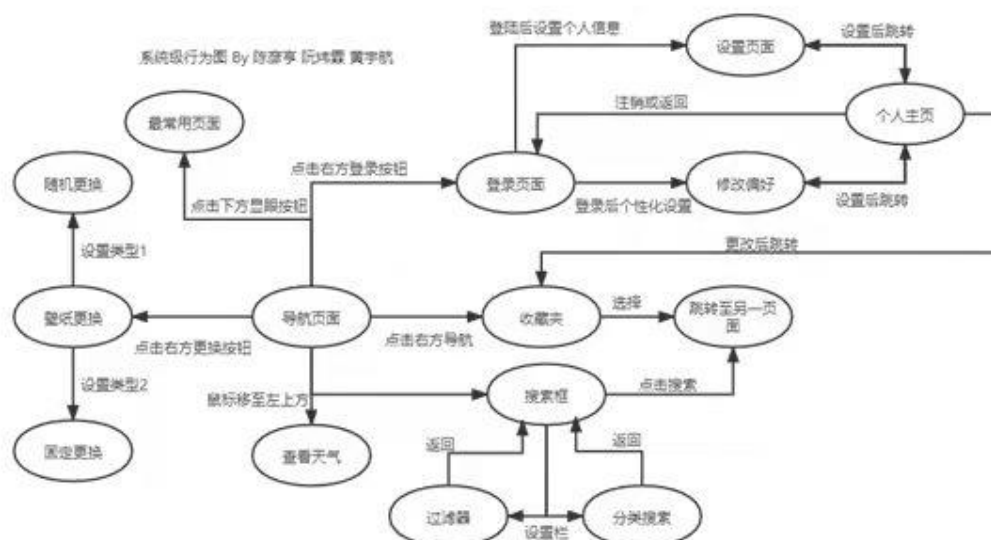 登陆后设置个人信息
设置页面
设置后跳转
系统级行为图 By 陈彦亨 阮炜霖 黄宇航
注销或返回
最常用页面
个人主页
点击右方登录按钮
随机更换
登录页面
修改偏好
点击下方显眼按钮
登录后个性化设置
设置后跳转
设置类型1
更改后跳转
选择
壁纸更换
导航页面
收藏夹
跳转至另一页面
点击右方更换按钮
点击右方导航
设置类型2
鼠标移至左上方
搜索框
点击搜索
固定更换
查看天气
返回
返回
过滤器
设置栏
分类搜索